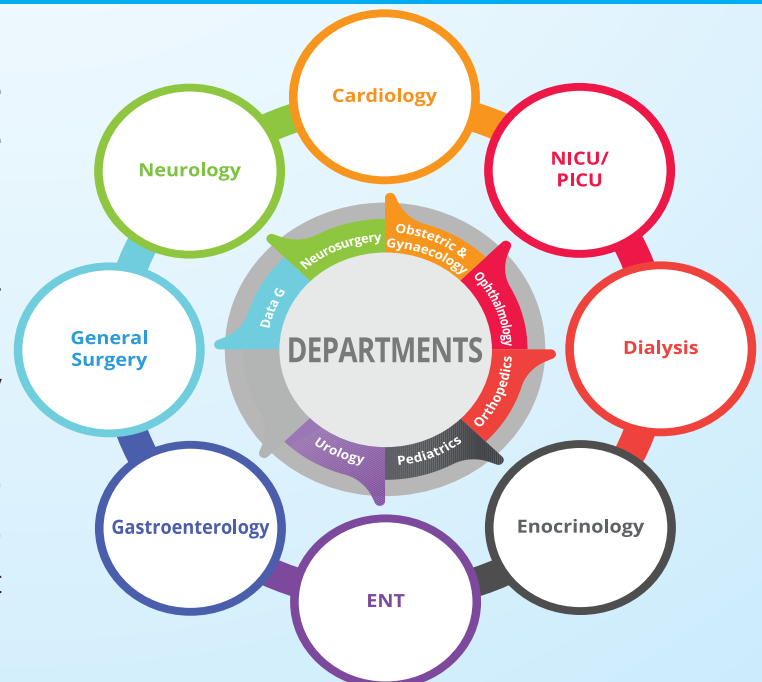 Cardiology
NICU/
PICU
Dialysis
Enocrinology
ENT
Gastroenterology
General
Surgery
Neurology
DEPARTMENTS
Obstetric &
Gynaecology
Ophthalmology
Orthopedics
Pediatrics
Urology
Data G
Neurosurgery